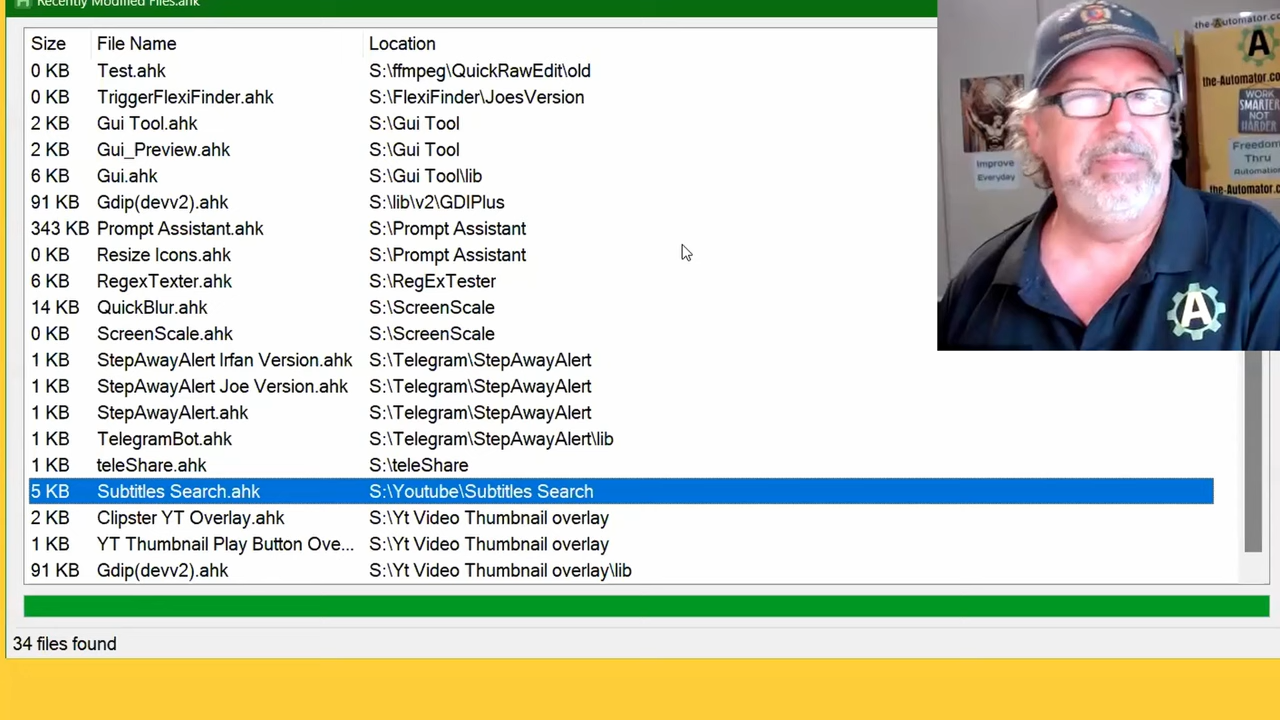 Recently Modified Files.ahk
Size File Name Location
0 KB Test.ahk S:\ffmpeg\QuickRawEdit\old
0 KB TriggerFlexiFinder.ahk S:\FlexiFinder\JoesVersion
2 KB Gui Tool.ahk S:\Gui Tool
2 KB Gui_Preview.ahk S:\Gui Tool
6 KB Gui.ahk S:\Gui Tool\lib
91 KB Gdip(devv2).ahk S:\lib\v2\GDIPlus
343 KB Prompt Assistant.ahk S:\Prompt Assistant
0 KB Resize Icons.ahk S:\Prompt Assistant
6 KB RegexTexter.ahk S:\RegExTester
14 KB QuickBlur.ahk S:\ScreenScale
0 KB ScreenScale.ahk S:\ScreenScale
1 KB StepAwayAlert Irfan Version.ahk S:\Telegram\StepAwayAlert
1 KB StepAwayAlert Joe Version.ahk S:\Telegram\StepAwayAlert
1 KB StepAwayAlert.ahk S:\Telegram\StepAwayAlert
1 KB TelegramBot.ahk S:\Telegram\StepAwayAlert\lib
1 KB teleShare.ahk S:\teleShare
5 KB Subtitles Search.ahk S:\Youtube\Subtitles Search
2 KB Clipster YT Overlay.ahk S:\Yt Video Thumbnail overlay
1 KB YT Thumbnail Play Button Ove... S:\Yt Video Thumbnail overlay
91 KB Gdip(devv2).ahk S:\Yt Video Thumbnail overlay\lib
34 files found
the-Automator.co
A
the-Automator.com
WORK
SMARTER
NOT
HARDER
Improve
Everyday
Freedom
Thru
Automation
the-Automator.c
A